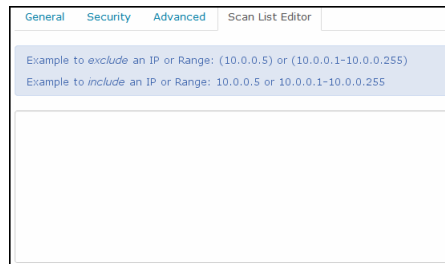 General Security Advanced Scan List Editor
Example to exclude an IP or Range: (10.0.0.5) or (10.0.0.1-10.0.0.255)
Example to include an IP or Range: 10.0.0.5 or 10.0.0.1-10.0.0.255